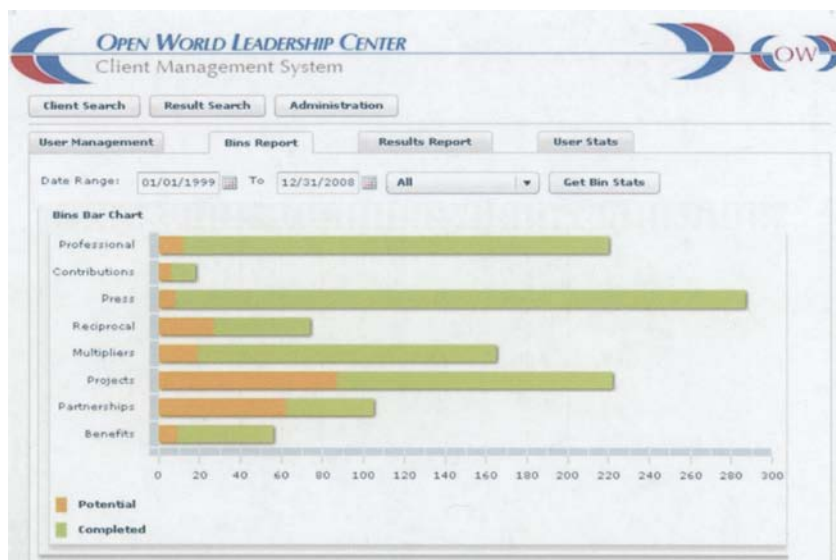 OPEN WORLD LEADERSHIP CENTER
Client Management System
OW
Client Search Result Search Administration
User Management Bins Report Results Report User Stats
Date Range: 01/01/1999 To 12/31/2008 All Get Bin Stats
Bins Bar Chart
Professional
Contributions
Press
Reciprocal
Multipliers
Projects
Partnerships
Benefits
0 20 40 60 80 100 120 140 160 180 200 220 240 260 280 300
Potential
Completed